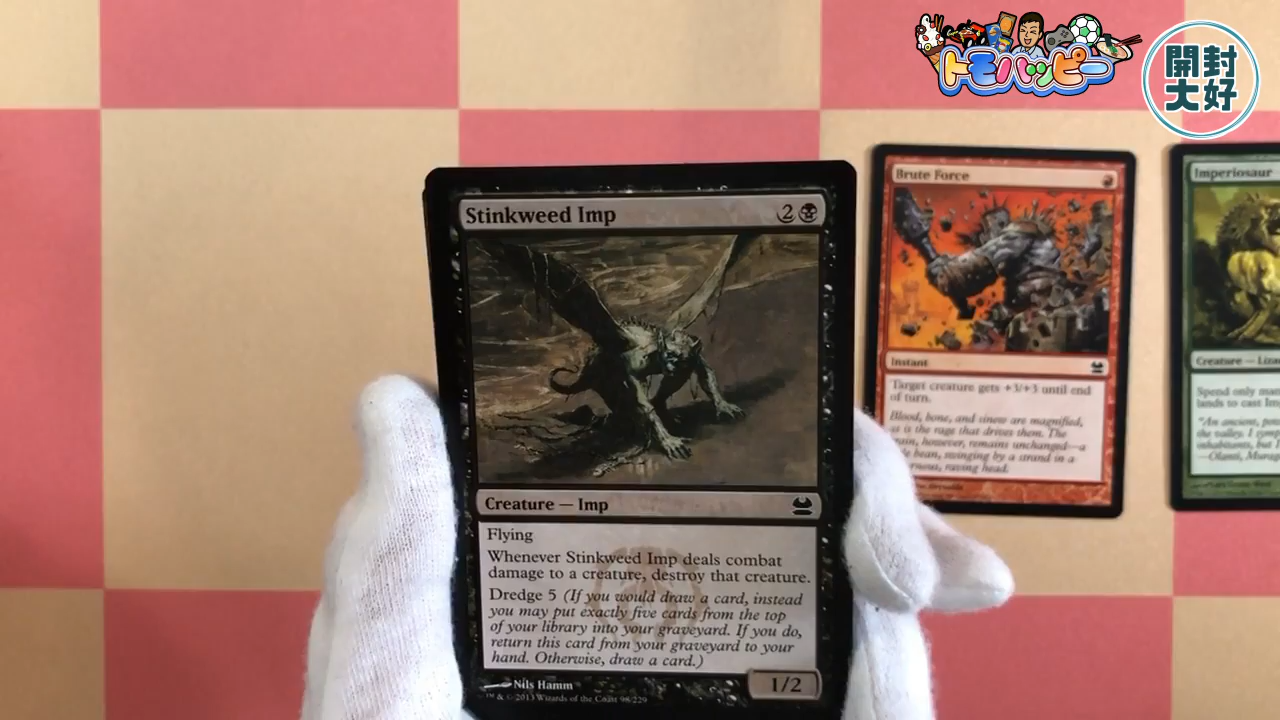 トモハッピー
開封
大好
Stinkweed Imp
2
Creature — Imp
Flying
Whenever Stinkweed Imp deals combat
damage to a creature, destroy that creature.
Dredge 5 (If you would draw a card, instead
you may put exactly five cards from the top
of your library into your graveyard. If you do,
return this card from your graveyard to your
hand. Otherwise, draw a card.)
1/2
Nils Hamm
™ & © 2013 Wizards of the Coast 98/229
Brute Force
Instant
Target creature gets +3/+3 until end
of turn.
Blood, bone, and sinew are magnified,
as is the rage that drives them. The
however, remains unchanged—a
bean, swinging by a strand in a
raving head.
Imperiosaur
Creature — Liza
Spend only ma
lands to cast Im
"An ancient,
the valley. I
inhabitants, but
—Olanti, Murag